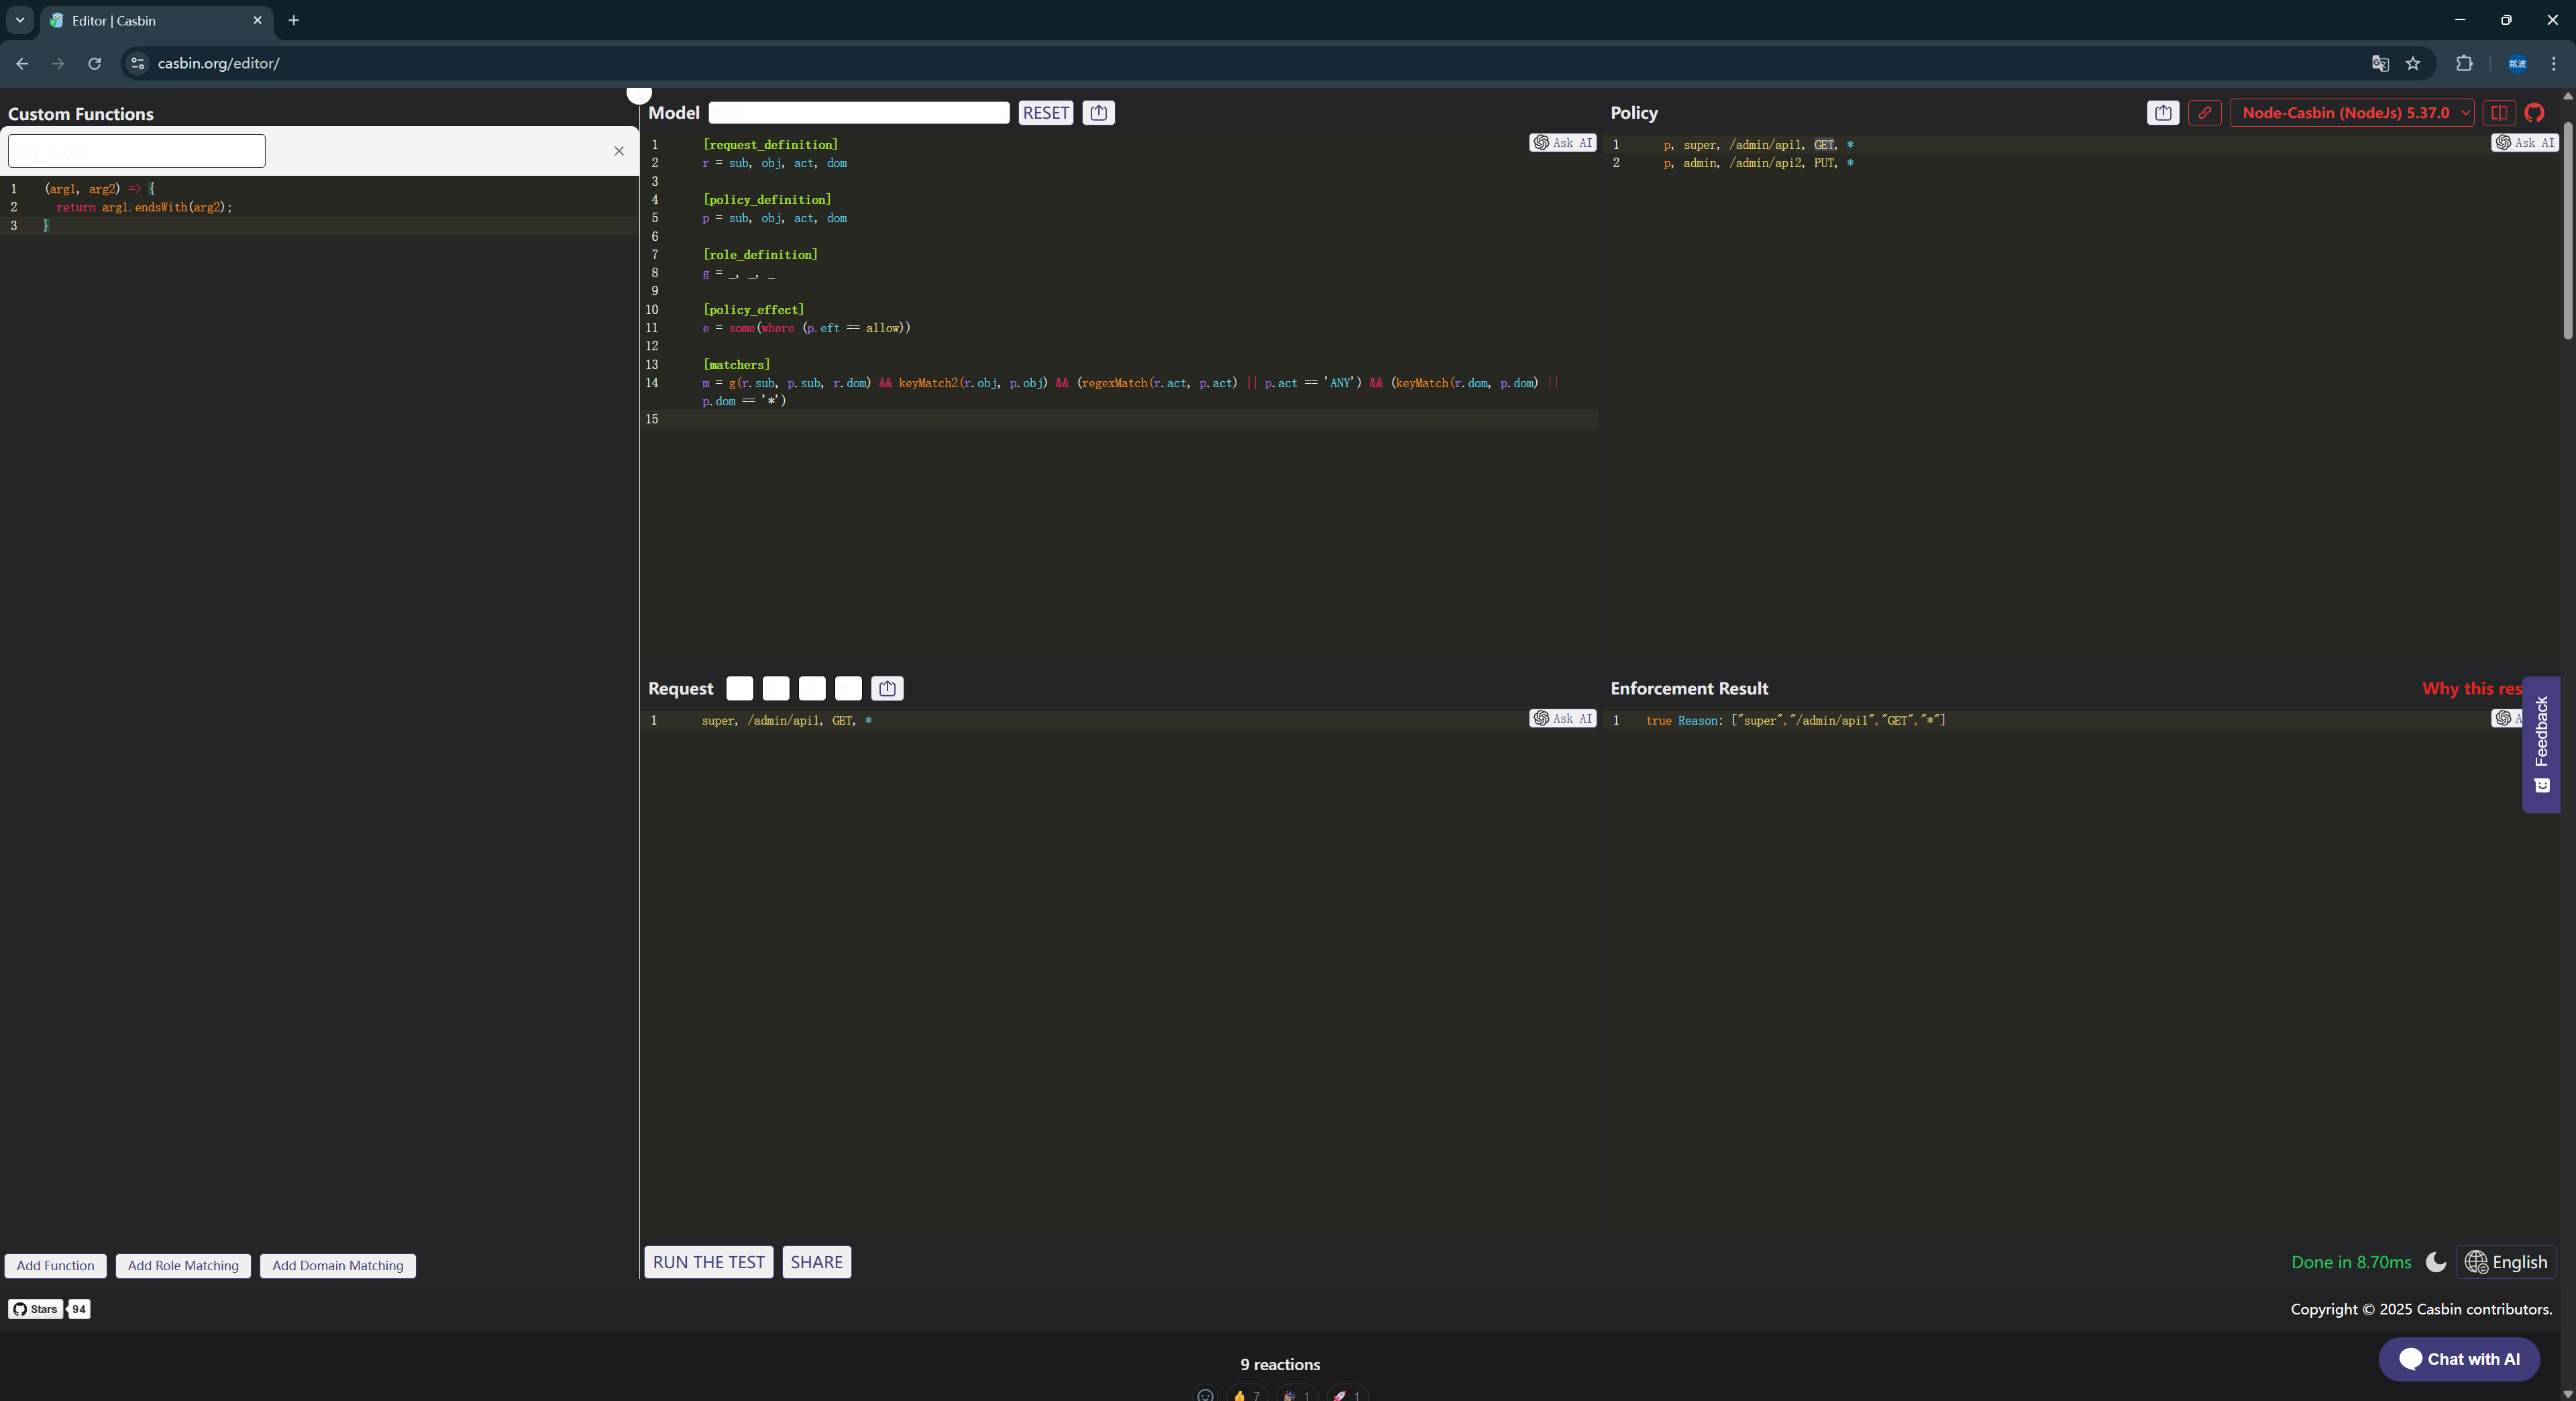 Editor | Casbin
casbin.org/editor/
飘波
Custom Functions
1 (arg1, arg2) => {
2 return arg1.endsWith(arg2);
3 }
Add Function
Add Role Matching
Add Domain Matching
Model
RESET
Ask AI
1 [request_definition]
2 r = sub, obj, act, dom
3
4 [policy_definition]
5 p = sub, obj, act, dom
6
7 [role_definition]
8 g = _, _, _
9
10 [policy_effect]
11 e = some(where (p.eft == allow))
12
13 [matchers]
14 m = g(r.sub, p.sub, r.dom) && keyMatch2(r.obj, p.obj) && (regexMatch(r.act, p.act) || p.act == 'ANY') && (keyMatch(r.dom, p.dom) ||
p.dom == '*')
15
Policy
Node-Casbin (NodeJs) 5.37.0
Ask AI
1 p, super, /admin/api1, GET, *
2 p, admin, /admin/api2, PUT, *
Request
Ask AI
1 super, /admin/api1, GET, *
Enforcement Result
Why this res
1 true Reason: ["super","/admin/api1","GET","*"]
A
Feedback
RUN THE TEST
SHARE
Done in 8.70ms
English
Stars
94
Copyright © 2025 Casbin contributors.
9 reactions
7
1
1
Chat with AI